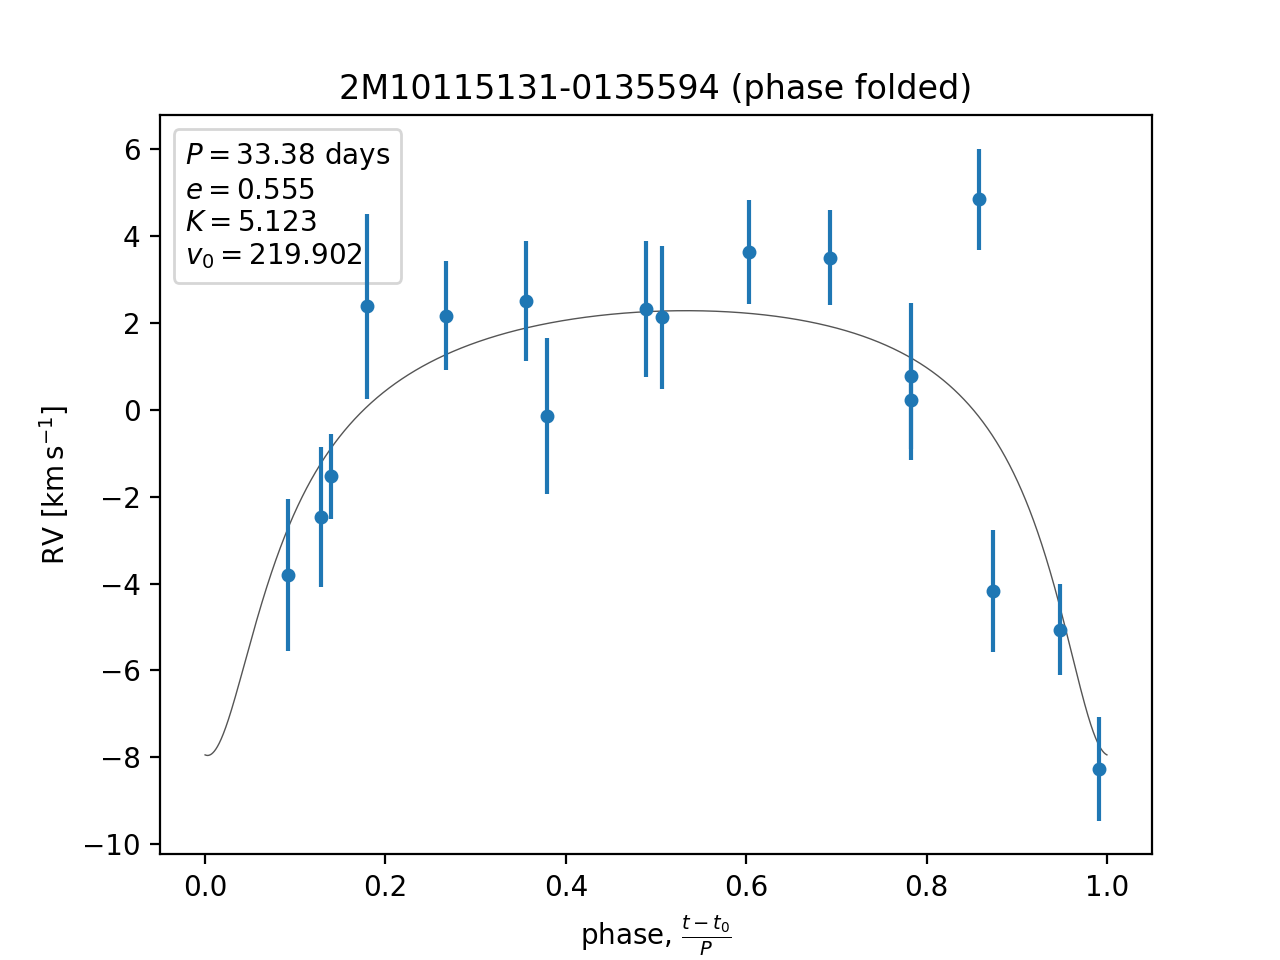 2M10115131-0135594 (phase folded)
P = 33.38 days
e = 0.555
K = 5.123
v₀ = 219.902
6
4
2
0
−2
−4
−6
−8
−10
RV [km s⁻¹]
0.0 0.2 0.4 0.6 0.8 1.0
phase, (t − t₀)/P